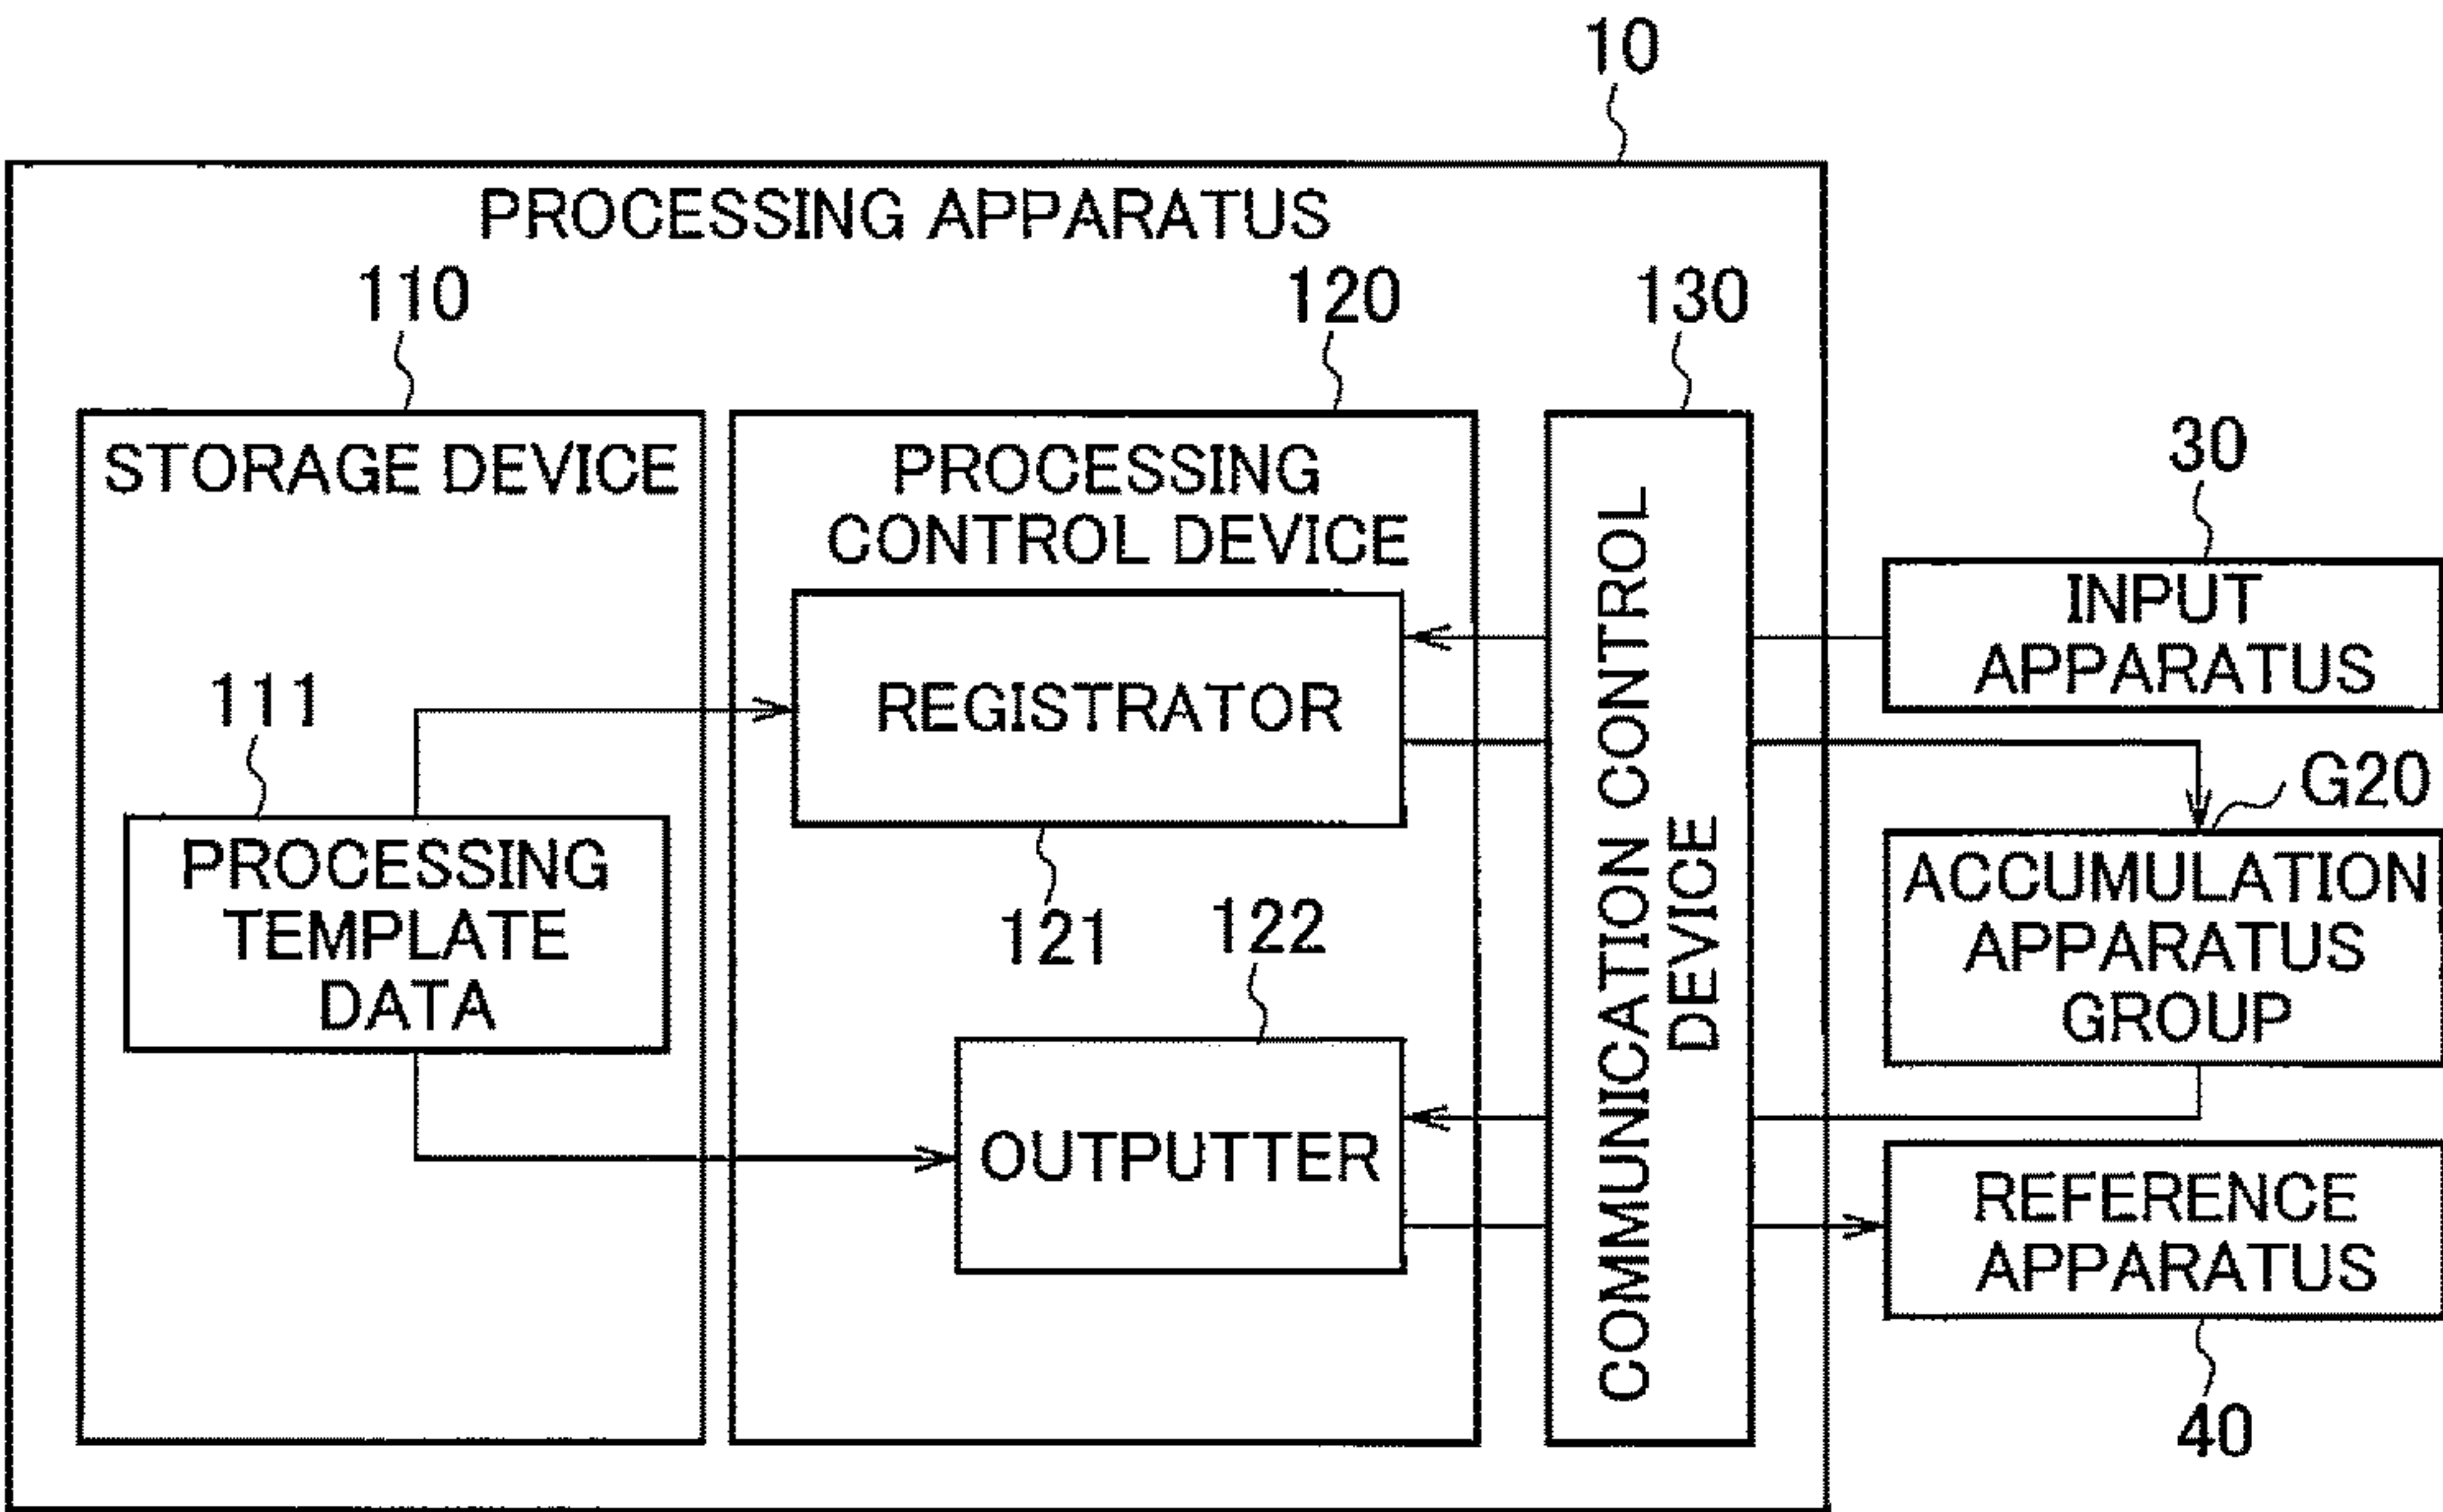 10
PROCESSING APPARATUS
110
120
130
STORAGE DEVICE
PROCESSING
CONTROL DEVICE
COMMUNICATION CONTROL
DEVICE
30
INPUT
APPARATUS
111
REGISTRATOR
G20
PROCESSING
TEMPLATE
DATA
121
122
ACCUMULATION
APPARATUS
GROUP
OUTPUTTER
REFERENCE
APPARATUS
40